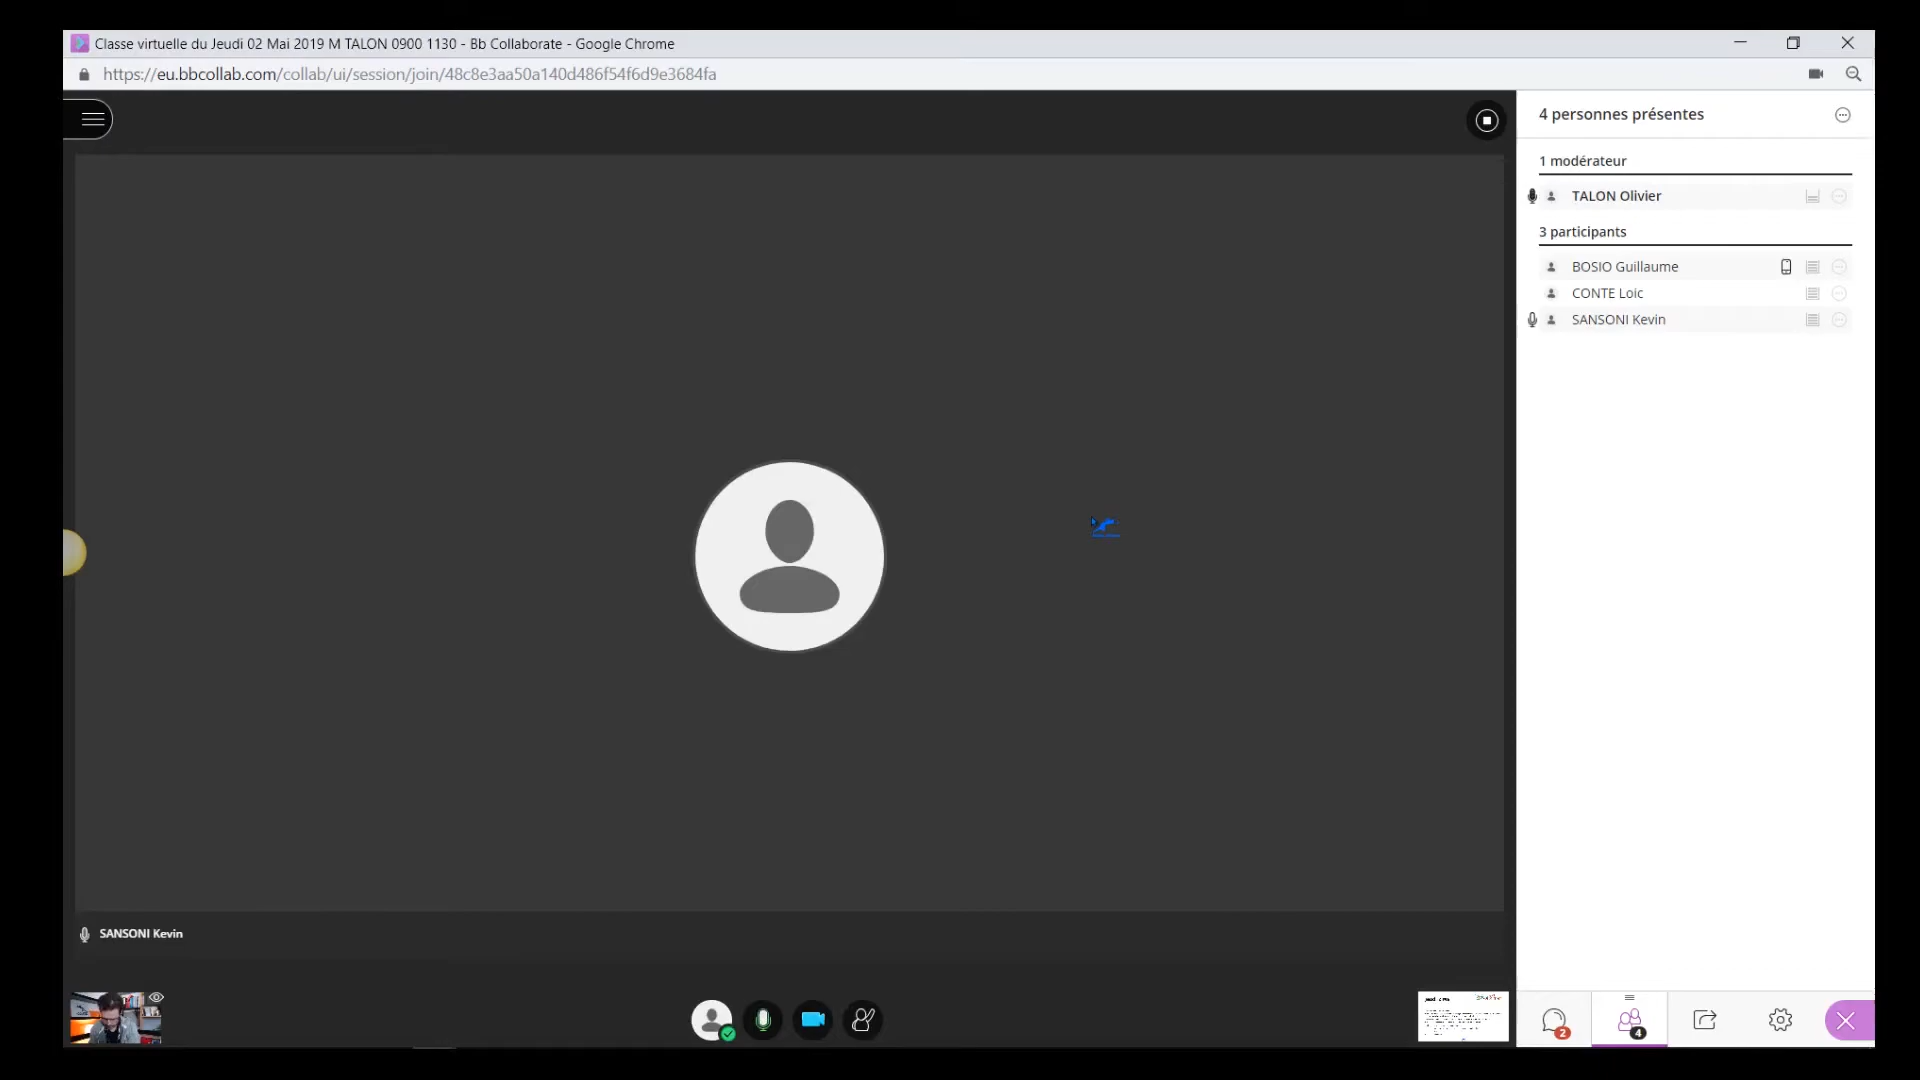 Classe virtuelle du Jeudi 02 Mai 2019 M TALON 0900 1130 - Bb Collaborate - Google Chrome
https://eu.bbcollab.com/collab/ui/session/join/48c8e3aa50a140d486f54f6d9e3684fa
4 personnes présentes
1 modérateur
TALON Olivier
3 participants
BOSIO Guillaume
CONTE Loic
SANSONI Kevin
SANSONI Kevin
2
4